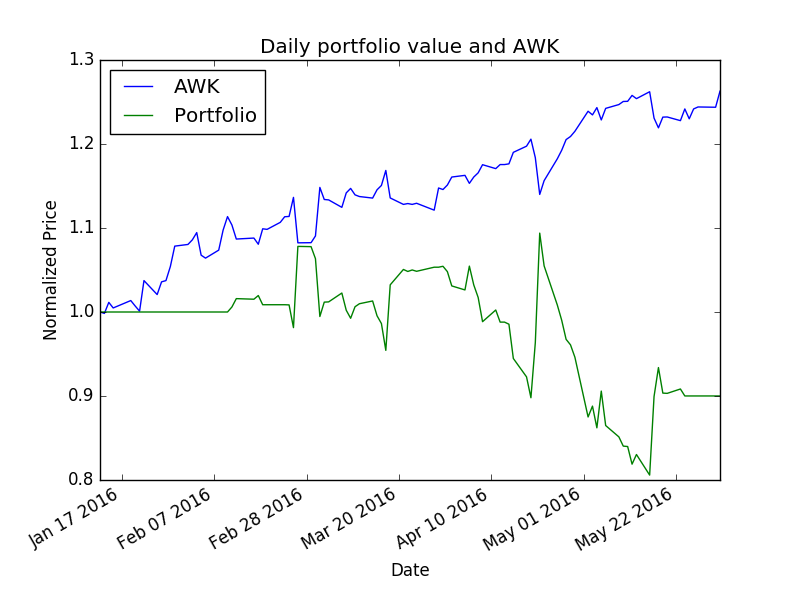 Daily portfolio value and AWK
1.3
1.2
1.1
1.0
0.9
0.8
Normalized Price
AWK
Portfolio
Jan 17 2016
Feb 07 2016
Feb 28 2016
Mar 20 2016
Apr 10 2016
May 01 2016
May 22 2016
Date